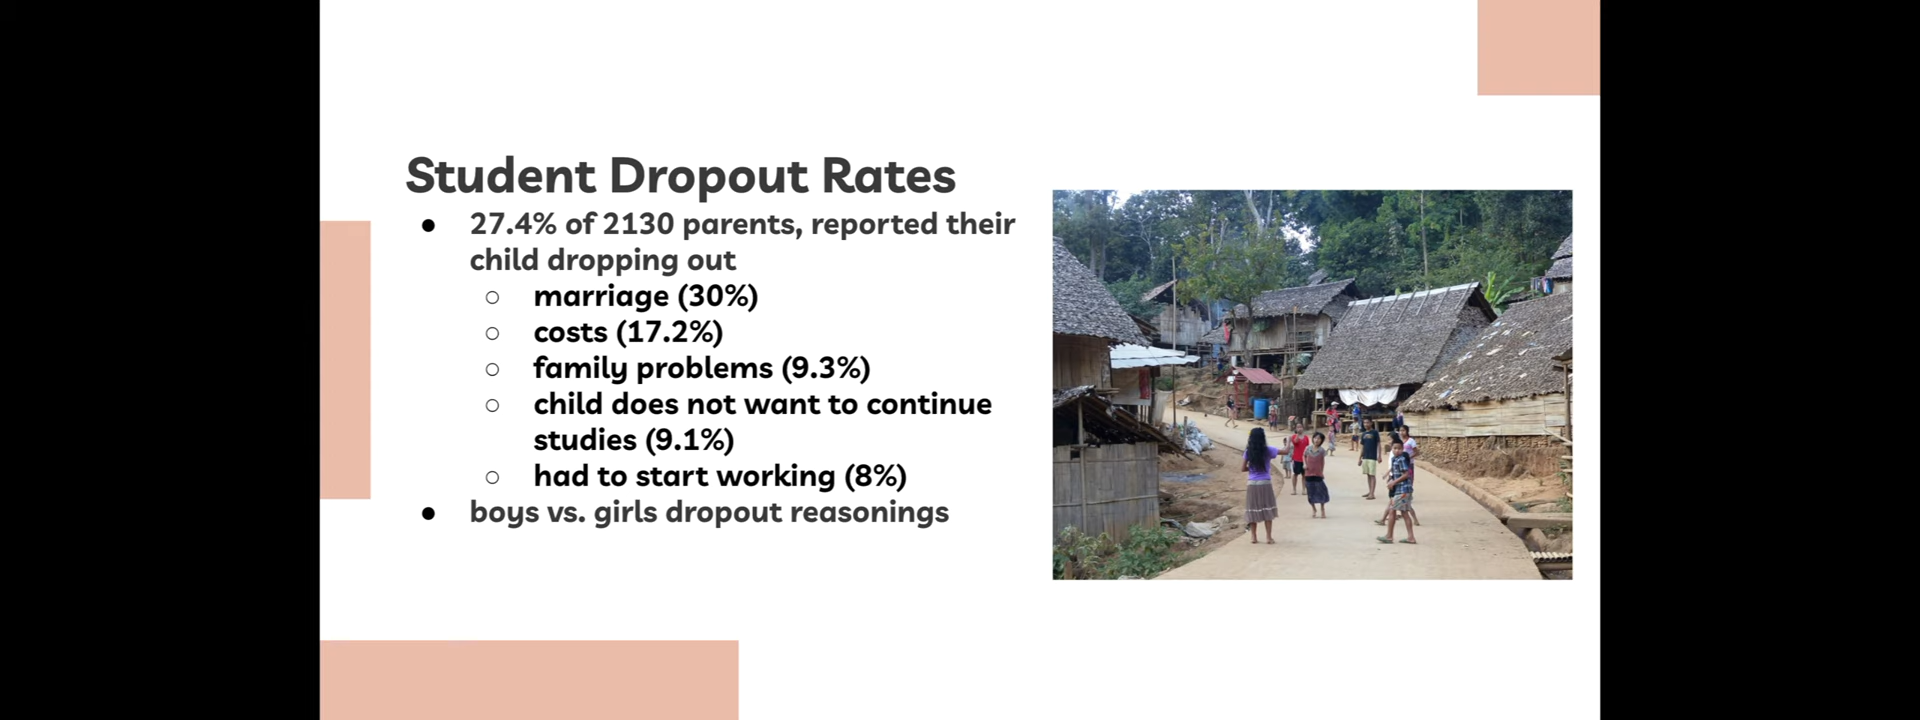 Student Dropout Rates
● 27.4% of 2130 parents, reported their
child dropping out
○ marriage (30%)
○ costs (17.2%)
○ family problems (9.3%)
○ child does not want to continue
studies (9.1%)
○ had to start working (8%)
● boys vs. girls dropout reasonings